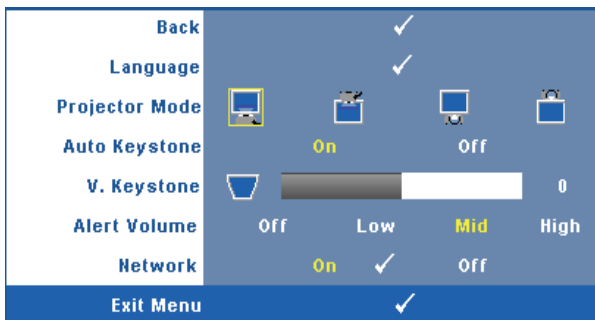 Back
Language
Projector Mode
Auto Keystone On Off
V. Keystone 0
Alert Volume Off Low Mid High
Network On Off
Exit Menu